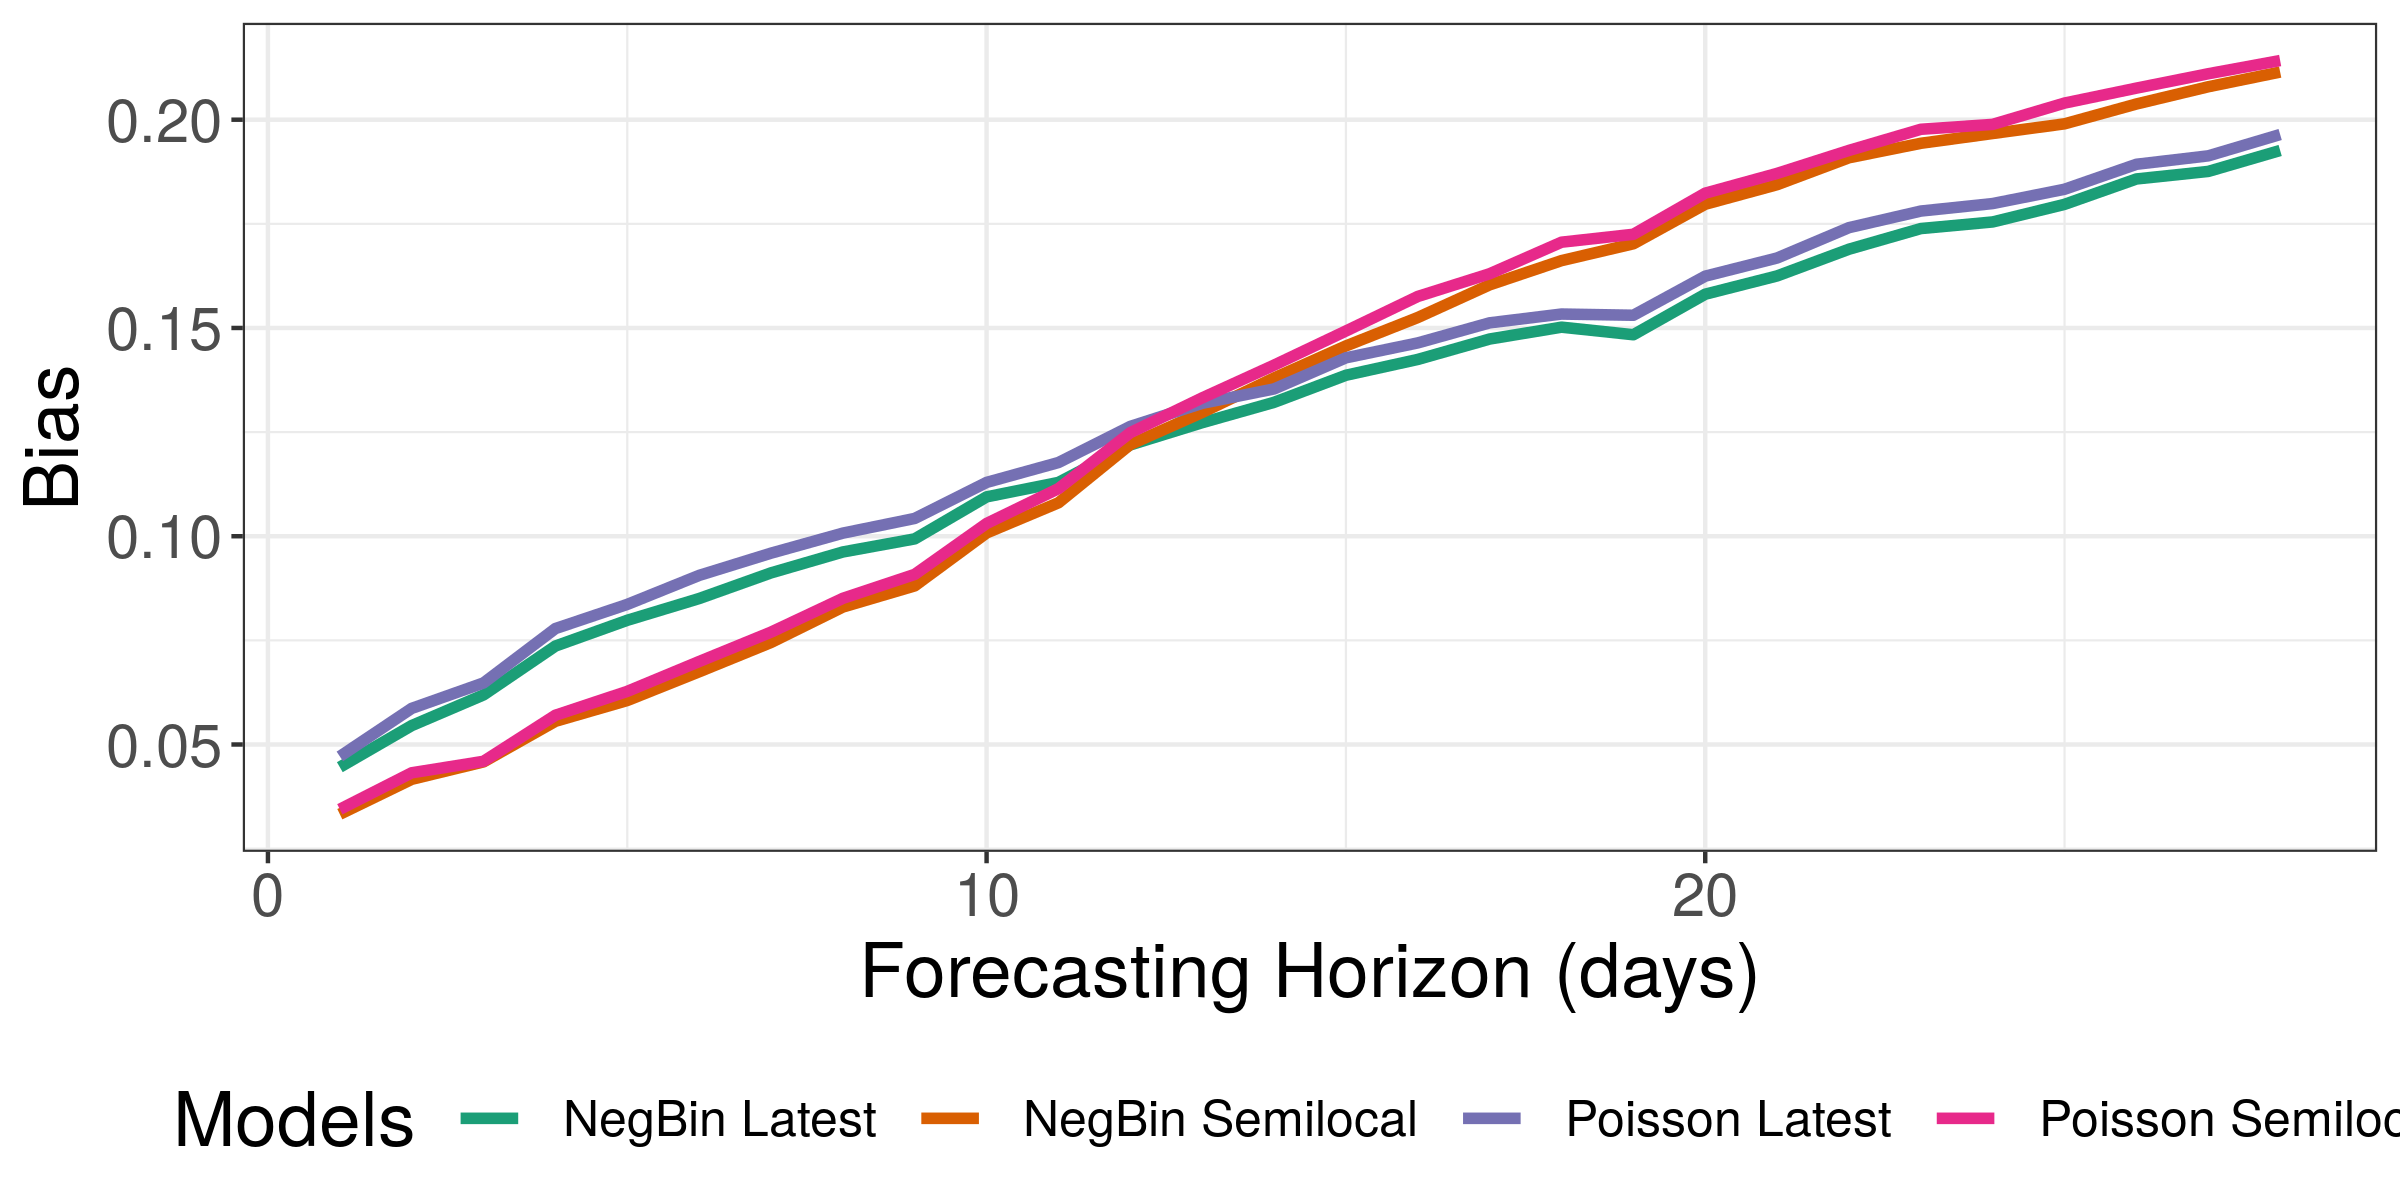 0.20
0.15
0.10
0.05
Bias
0
10
20
Forecasting Horizon (days)
Models NegBin Latest NegBin Semilocal Poisson Latest Poisson